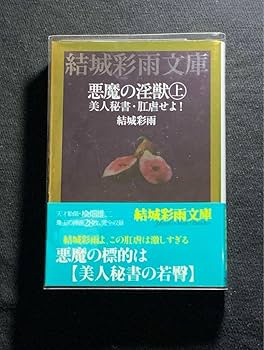 結城彩雨文庫
悪魔の淫獣㊤
美人秘書・肛虐せよ!
結城彩雨
結城彩雨文庫
結城彩雨よ、この肛虐は激しすぎる
悪魔の標的は
【美人秘書の若臀】